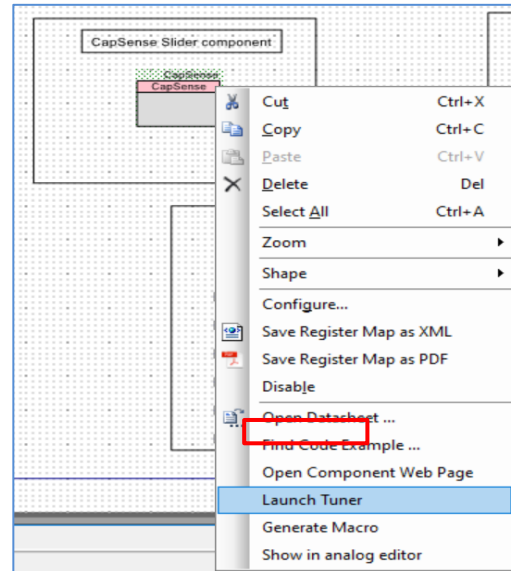 CapSense Slider component
CapSense
CapSense
Cut Ctrl+X
Copy Ctrl+C
Paste Ctrl+V
Delete Del
Select All Ctrl+A
Zoom
Shape
Configure...
Save Register Map as XML
Save Register Map as PDF
Disable
Open Datasheet ...
Find Code Example ...
Open Component Web Page
Launch Tuner
Generate Macro
Show in analog editor